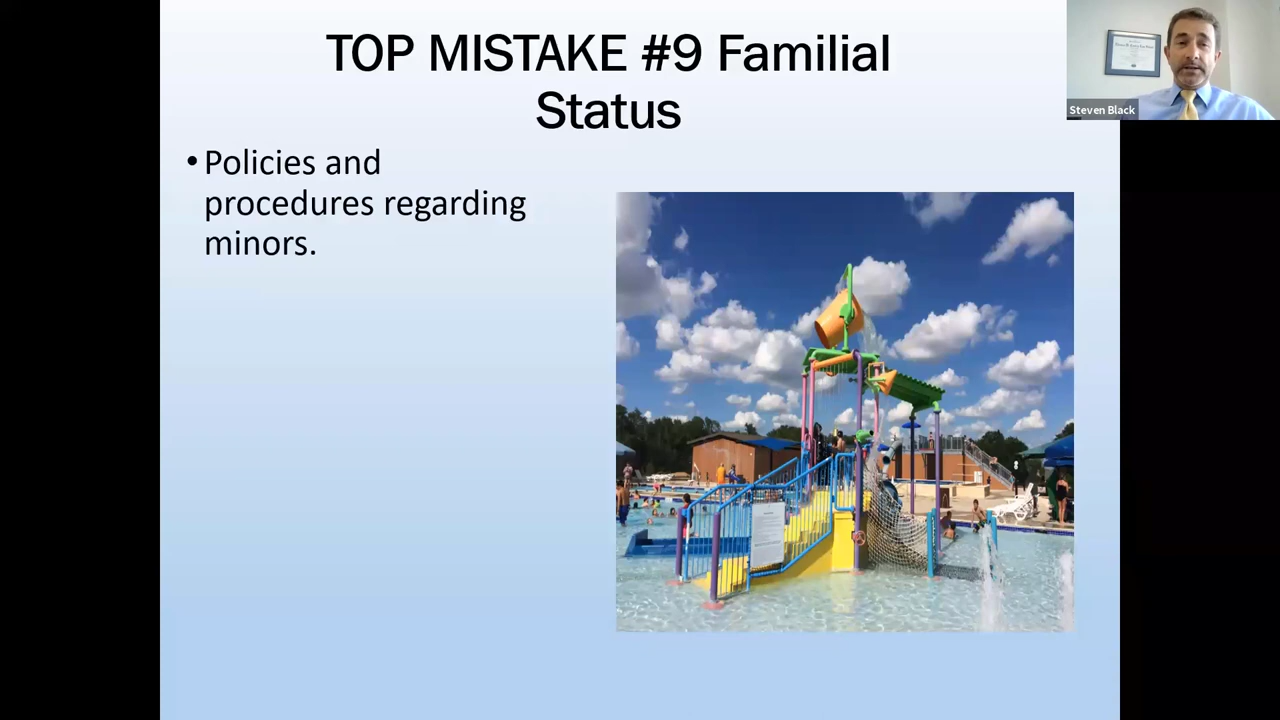 TOP MISTAKE #9 Familial
Status
• Policies and
procedures regarding
minors.
Steven Black